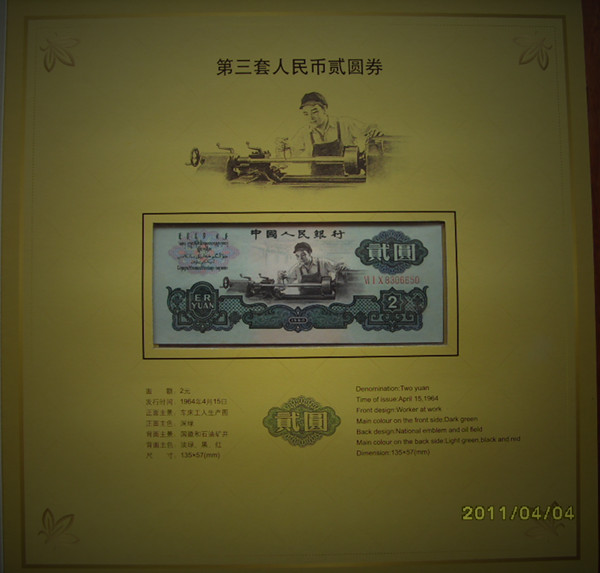 第三套人民币贰圆券
中國人民銀行
貳圓
Ⅵ Ⅰ Ⅹ 8306850
E.R
YUAN
2
面 额: 2元
发行时间: 1964年4月15日
正面主景: 车床工人生产图
正面主色: 深绿
背面主景: 国徽和石油矿井
背面主色: 淡绿、黑、红
尺 寸: 135×57(mm)
貳圓
Denomination:Two yuan
Time of issue:April 15,1964
Front design:Worker at work
Main colour on the front side:Dark green
Back design:National emblem and oil field
Main colour on the back side:Light green,black and red
Dimension:135×57(mm)
2011/04/04